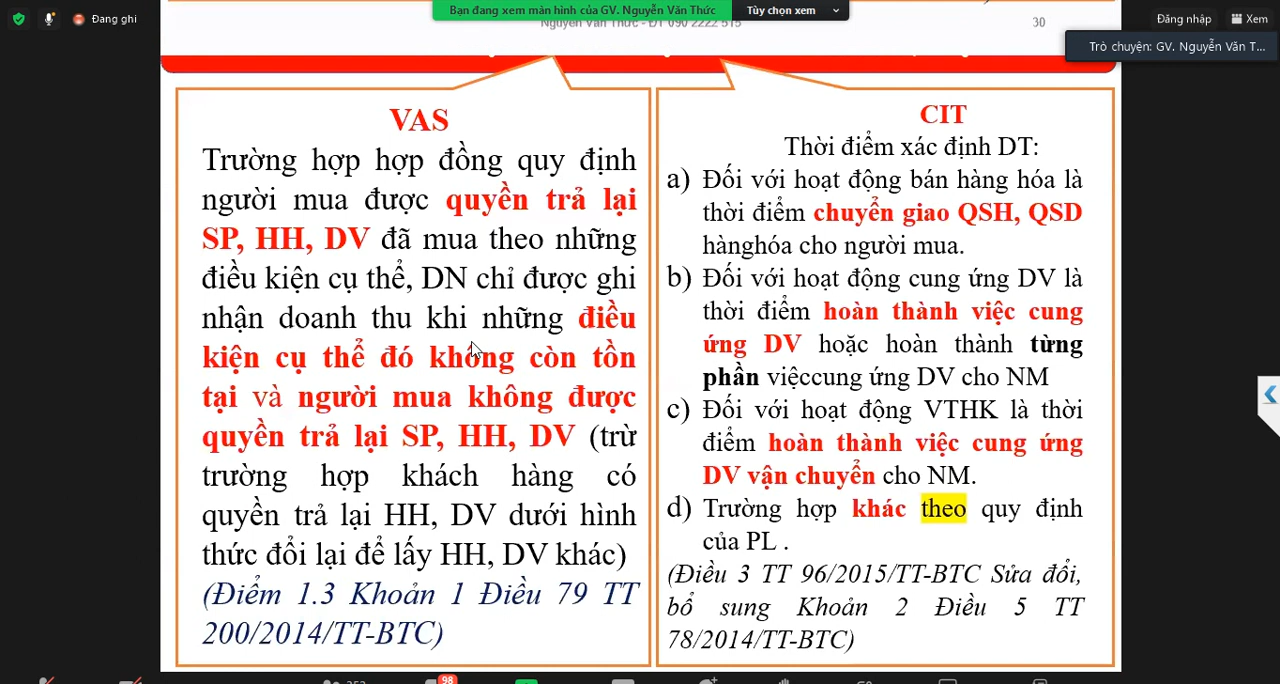 Đang ghi
Bạn đang xem màn hình của GV. Nguyễn Văn Thức
Tùy chọn xem
Đăng nhập
Xem
Nguyễn Văn Thức - ĐT 090 2222 515
30
Trò chuyện: GV. Nguyễn Văn T...
VAS
Trường hợp hợp đồng quy định
người mua được quyền trả lại
SP, HH, DV đã mua theo những
điều kiện cụ thể, DN chỉ được ghi
nhận doanh thu khi những điều
kiện cụ thể đó không còn tồn
tại và người mua không được
quyền trả lại SP, HH, DV (trừ
trường hợp khách hàng có
quyền trả lại HH, DV dưới hình
thức đổi lại để lấy HH, DV khác)
(Điểm 1.3 Khoản 1 Điều 79 TT
200/2014/TT-BTC)
CIT
Thời điểm xác định DT:
a) Đối với hoạt động bán hàng hóa là
thời điểm chuyển giao QSH, QSD
hànghóa cho người mua.
b) Đối với hoạt động cung ứng DV là
thời điểm hoàn thành việc cung
ứng DV hoặc hoàn thành từng
phần việccung ứng DV cho NM
c) Đối với hoạt động VTHK là thời
điểm hoàn thành việc cung ứng
DV vận chuyển cho NM.
d) Trường hợp khác theo quy định
của PL .
(Điều 3 TT 96/2015/TT-BTC Sửa đổi,
bổ sung Khoản 2 Điều 5 TT
78/2014/TT-BTC)
98